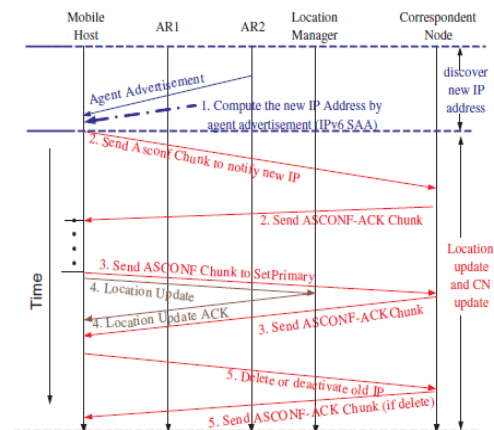 Mobile
Host
AR1
AR2
Location
Manager
Correspondent
Node
Agent Advertisement
discover
new IP
address
1. Compute the new IP Address by
agent advertisement (IPv6 SAA)
2. Send Asconf Chunk to notify new IP
2. Send ASCONF-ACK Chunk
3. Send ASCONF Chunk to SetPrimary
4. Location Update
4. Location Update ACK
3. Send ASCONF-ACK Chunk
Location
update
and CN
update
Time
5. Delete or deactivate old IP
5. Send ASCONF-ACK Chunk (if delete)